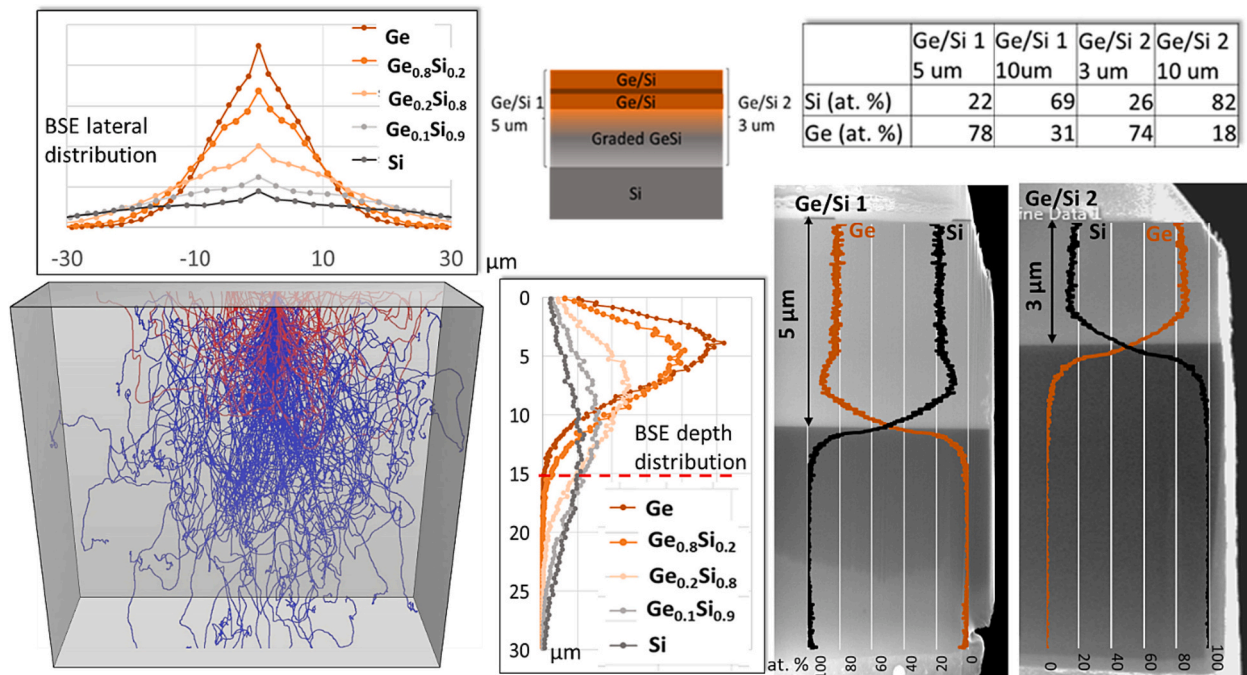 BSE lateral
distribution
Ge
Ge0.8Si0.2
Ge0.2Si0.8
Ge0.1Si0.9
Si
-30 -10 10 30 μm
Ge/Si 1
5 um
Ge/Si
Ge/Si
Graded GeSi
Si
Ge/Si 2
3 um
Ge/Si 1 Ge/Si 1 Ge/Si 2 Ge/Si 2
5 um 10um 3 um 10 um
Si (at. %) 22 69 26 82
Ge (at. %) 78 31 74 18
0
5
10
15
20
25
30 μm
BSE depth
distribution
Ge
Ge0.8Si0.2
Ge0.2Si0.8
Ge0.1Si0.9
Si
Ge/Si 1
Ge Si
5 μm
at. % 100 80 60 40 20 0
Ge/Si 2
ine Data 1
Si Ge
3 μm
0 20 40 60 80 100